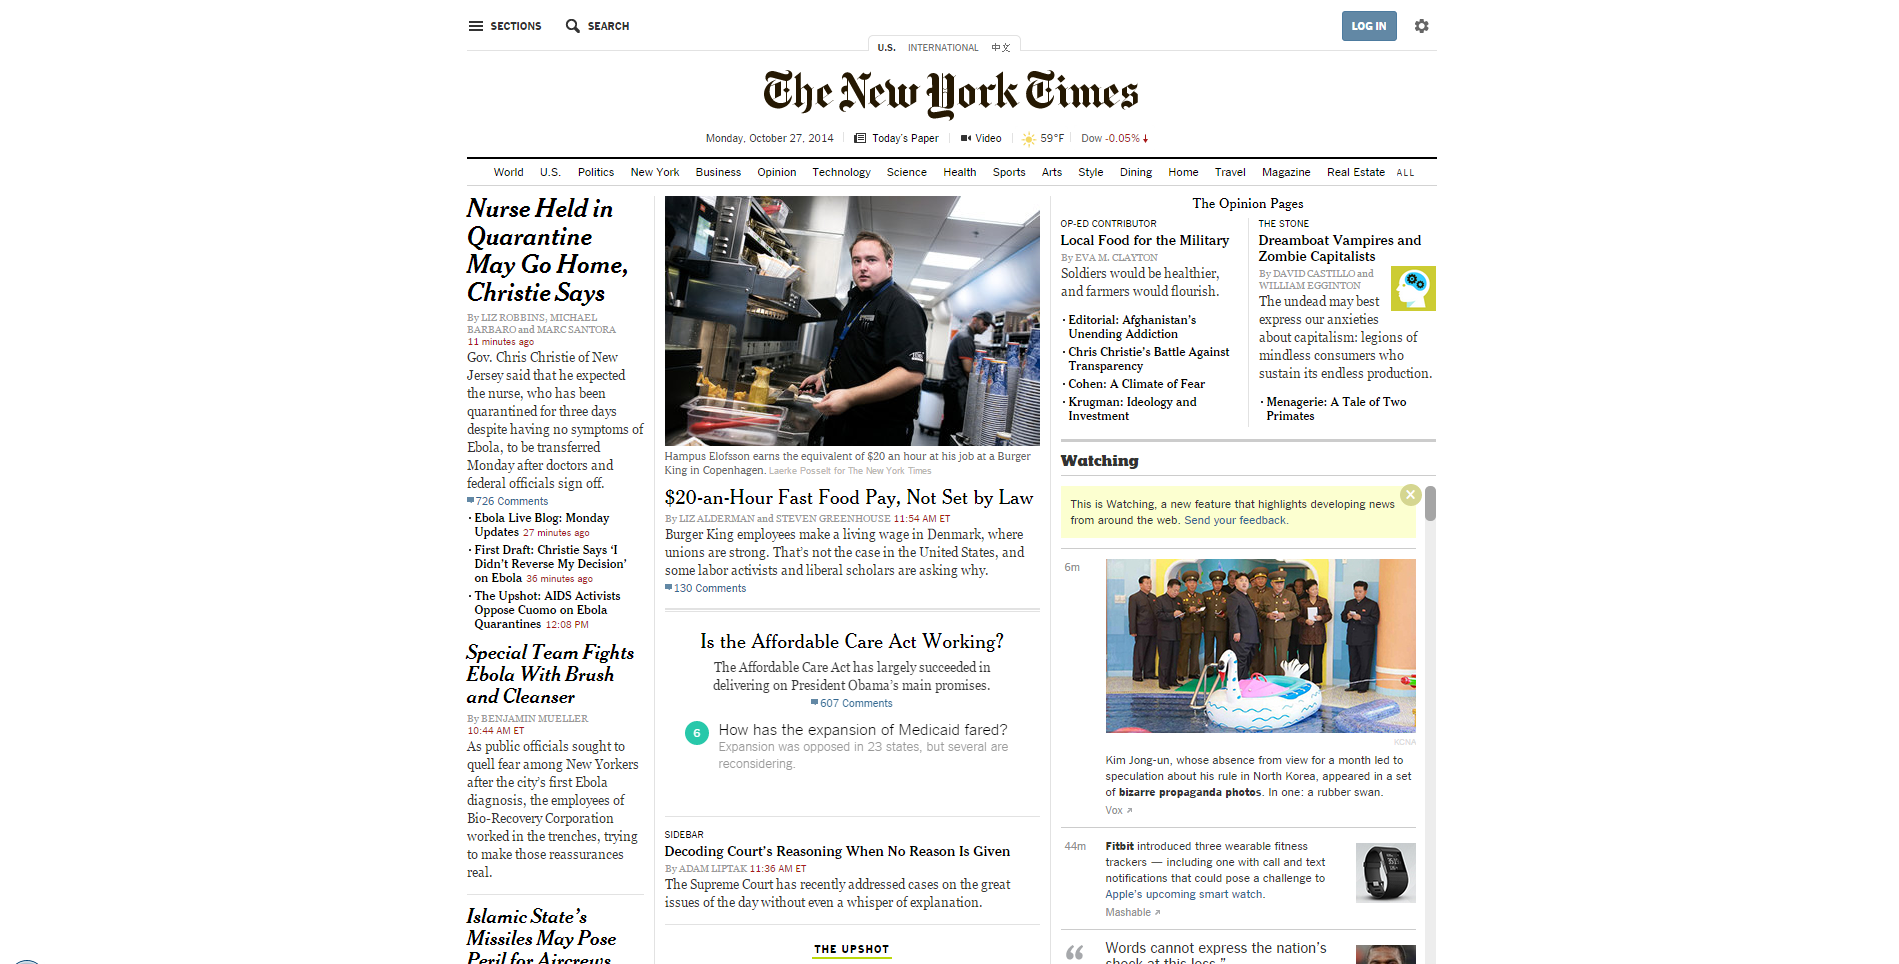 SECTIONS
SEARCH
LOG IN
U.S. INTERNATIONAL 中文
The New York Times
Monday, October 27, 2014
Today's Paper
Video
59°F
Dow -0.05%
World U.S. Politics New York Business Opinion Technology Science Health Sports Arts Style Dining Home Travel Magazine Real Estate ALL
Nurse Held in
Quarantine
May Go Home,
Christie Says
By LIZ ROBBINS, MICHAEL
BARBARO and MARC SANTORA
11 minutes ago
Gov. Chris Christie of New
Jersey said that he expected
the nurse, who has been
quarantined for three days
despite having no symptoms of
Ebola, to be transferred
Monday after doctors and
federal officials sign off.
726 Comments
· Ebola Live Blog: Monday
Updates 27 minutes ago
· First Draft: Christie Says ‘I
Didn’t Reverse My Decision’
on Ebola 36 minutes ago
· The Upshot: AIDS Activists
Oppose Cuomo on Ebola
Quarantines 12:08 PM
Special Team Fights
Ebola With Brush
and Cleanser
By BENJAMIN MUELLER
10:44 AM ET
As public officials sought to
quell fear among New Yorkers
after the city’s first Ebola
diagnosis, the employees of
Bio-Recovery Corporation
worked in the trenches, trying
to make those reassurances
real.
Islamic State’s
Missiles May Pose
Peril for Aircrews
Hampus Elofsson earns the equivalent of $20 an hour at his job at a Burger
King in Copenhagen. Laerke Posselt for The New York Times
$20-an-Hour Fast Food Pay, Not Set by Law
By LIZ ALDERMAN and STEVEN GREENHOUSE 11:54 AM ET
Burger King employees make a living wage in Denmark, where
unions are strong. That’s not the case in the United States, and
some labor activists and liberal scholars are asking why.
130 Comments
Is the Affordable Care Act Working?
The Affordable Care Act has largely succeeded in
delivering on President Obama’s main promises.
607 Comments
6 How has the expansion of Medicaid fared?
Expansion was opposed in 23 states, but several are
reconsidering.
SIDEBAR
Decoding Court’s Reasoning When No Reason Is Given
By ADAM LIPTAK 11:36 AM ET
The Supreme Court has recently addressed cases on the great
issues of the day without even a whisper of explanation.
THE UPSHOT
The Opinion Pages
OP-ED CONTRIBUTOR
Local Food for the Military
By EVA M. CLAYTON
Soldiers would be healthier,
and farmers would flourish.
· Editorial: Afghanistan’s
Unending Addiction
· Chris Christie’s Battle Against
Transparency
· Cohen: A Climate of Fear
· Krugman: Ideology and
Investment
THE STONE
Dreamboat Vampires and
Zombie Capitalists
By DAVID CASTILLO and
WILLIAM EGGINTON
The undead may best
express our anxieties
about capitalism: legions of
mindless consumers who
sustain its endless production.
· Menagerie: A Tale of Two
Primates
Watching
This is Watching, a new feature that highlights developing news
from around the web. Send your feedback.
6m
KCNA
Kim Jong-un, whose absence from view for a month led to
speculation about his rule in North Korea, appeared in a set
of bizarre propaganda photos. In one: a rubber swan.
Vox
44m
Fitbit introduced three wearable fitness
trackers — including one with call and text
notifications that could pose a challenge to
Apple’s upcoming smart watch.
Mashable
“ Words cannot express the nation’s
shock at this loss.”